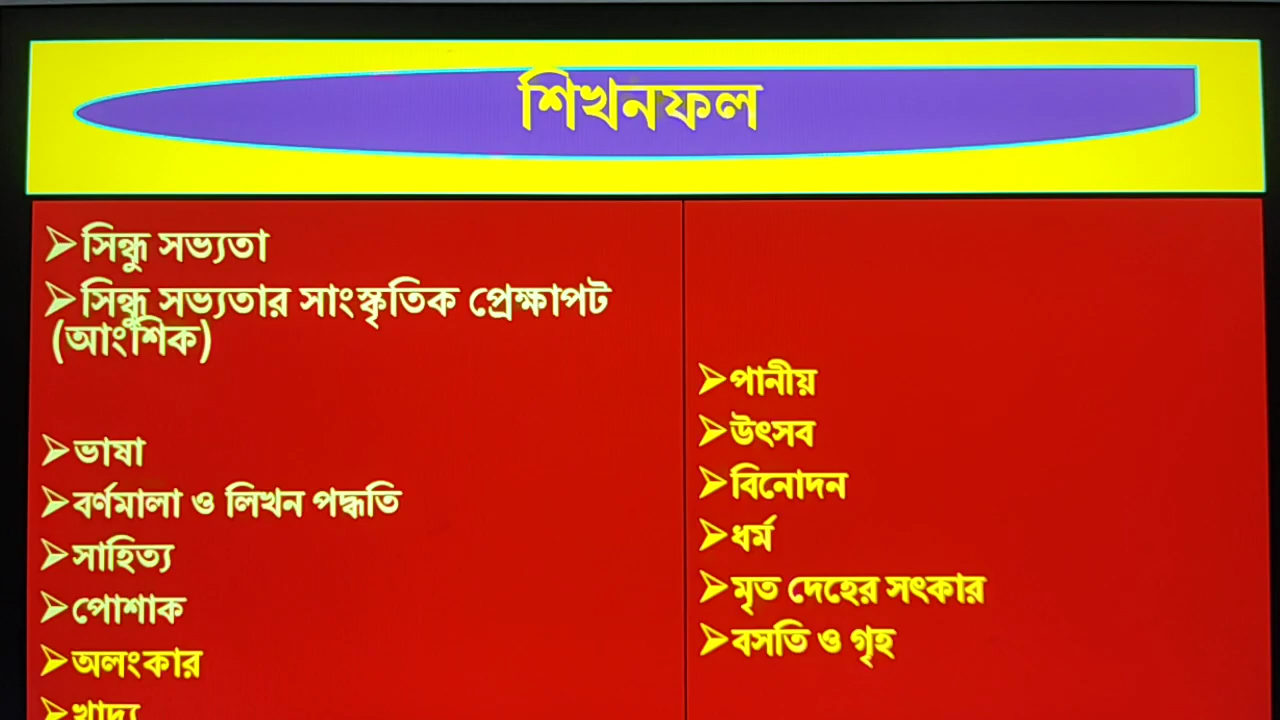 শিখনফল
➢সিন্ধু সভ্যতা
➢সিন্ধু সভ্যতার সাংস্কৃতিক প্রেক্ষাপট
(আংশিক)
➢ভাষা
➢বর্ণমালা ও লিখন পদ্ধতি
➢সাহিত্য
➢পোশাক
➢অলংকার
➢খাদ্য
➢পানীয়
➢উৎসব
➢বিনোদন
➢ধর্ম
➢মৃত দেহের সৎকার
➢বসতি ও গৃহ